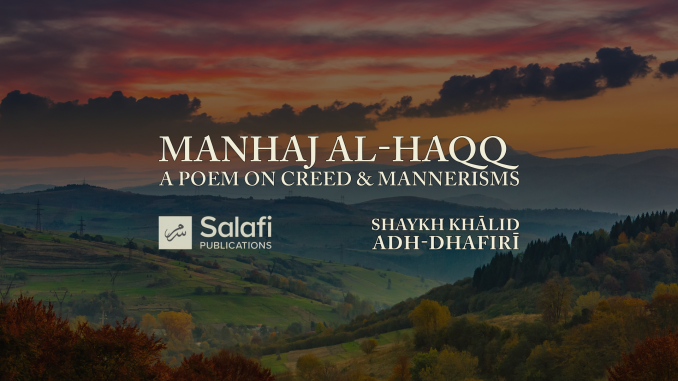 MANHAJ AL-HAQQ
A POEM ON CREED & MANNERISMS
Salafi
PUBLICATIONS
SHAYKH KHĀLID
ADH-DHAFIRĪ